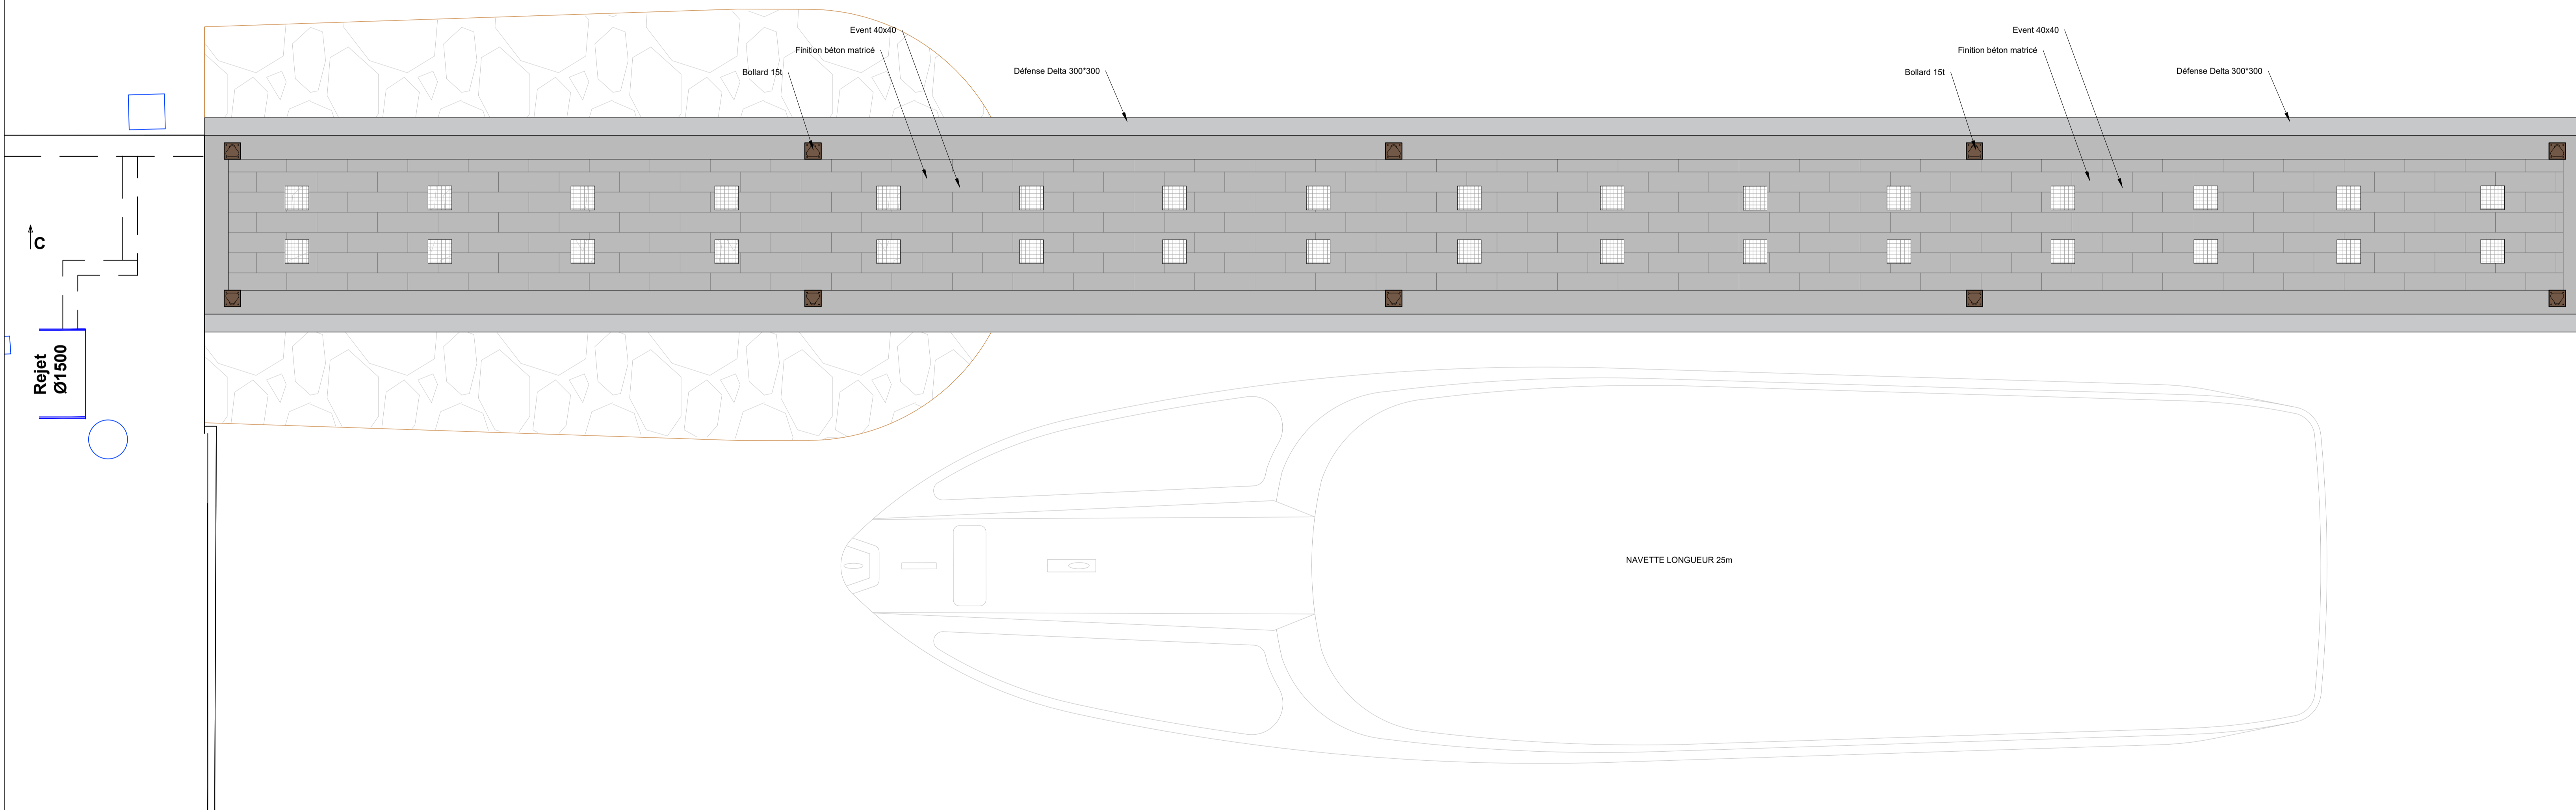 Event 40x40
Finition béton matricé
Bollard 15t
Défense Delta 300*300
Event 40x40
Finition béton matricé
Bollard 15t
Défense Delta 300*300
C
Rejet
Ø1500
NAVETTE LONGUEUR 25m